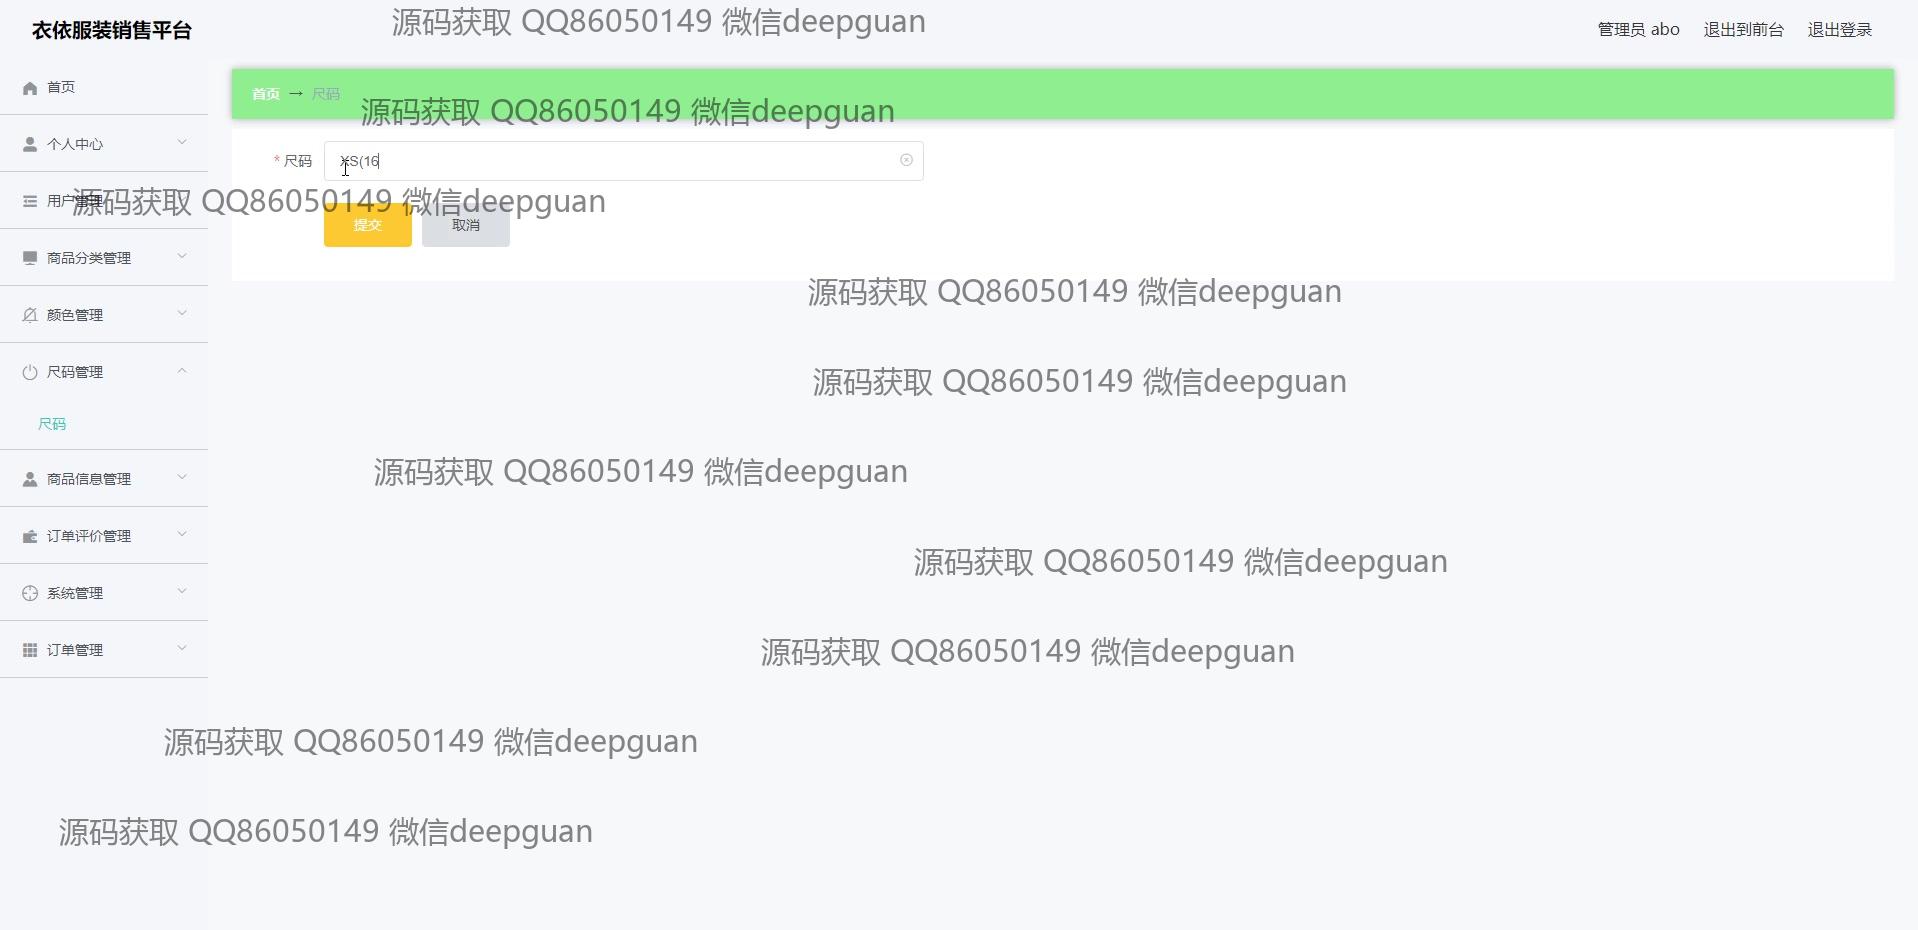 衣依服装销售平台
源码获取 QQ86050149 微信deepguan
管理员 abo 退出到前台 退出登录
首页
首页 → 尺码
源码获取 QQ86050149 微信deepguan
个人中心
* 尺码 XS(16
用户管理
源码获取 QQ86050149 微信deepguan
提交 取消
商品分类管理
源码获取 QQ86050149 微信deepguan
颜色管理
尺码管理
源码获取 QQ86050149 微信deepguan
尺码
源码获取 QQ86050149 微信deepguan
商品信息管理
订单评价管理
源码获取 QQ86050149 微信deepguan
系统管理
订单管理
源码获取 QQ86050149 微信deepguan
源码获取 QQ86050149 微信deepguan
源码获取 QQ86050149 微信deepguan